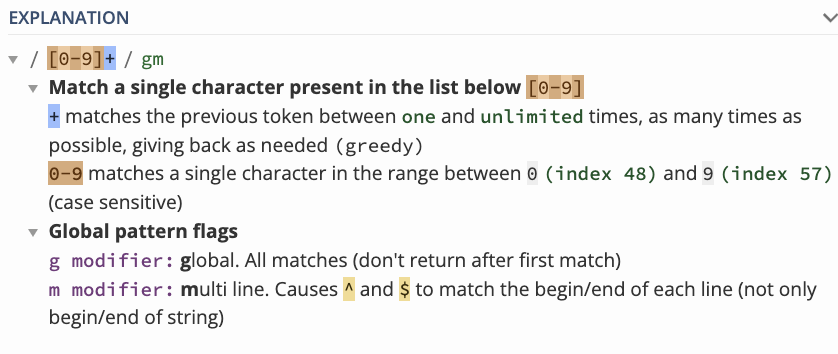 EXPLANATION
/ [0-9]+ / gm
Match a single character present in the list below [0-9]
+ matches the previous token between one and unlimited times, as many times as
possible, giving back as needed (greedy)
0-9 matches a single character in the range between 0 (index 48) and 9 (index 57)
(case sensitive)
Global pattern flags
g modifier: global. All matches (don't return after first match)
m modifier: multi line. Causes ^ and $ to match the begin/end of each line (not only
begin/end of string)